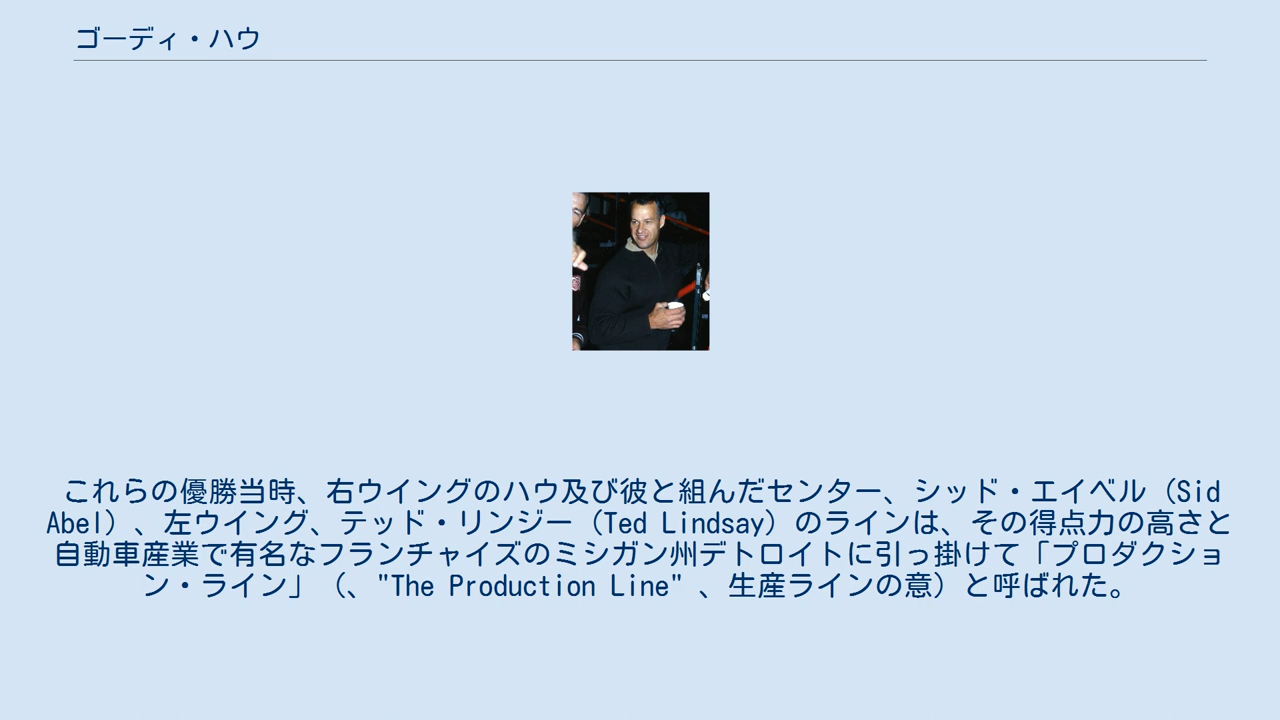 ゴーディ・ハウ
これらの優勝当時、右ウイングのハウ及び彼と組んだセンター、シッド・エイベル（Sid
Abel）、左ウイング、テッド・リンジー（Ted Lindsay）のラインは、その得点力の高さと
自動車産業で有名なフランチャイズのミシガン州デトロイトに引っ掛けて「プロダクショ
ン・ライン」（、"The Production Line" 、生産ラインの意）と呼ばれた。